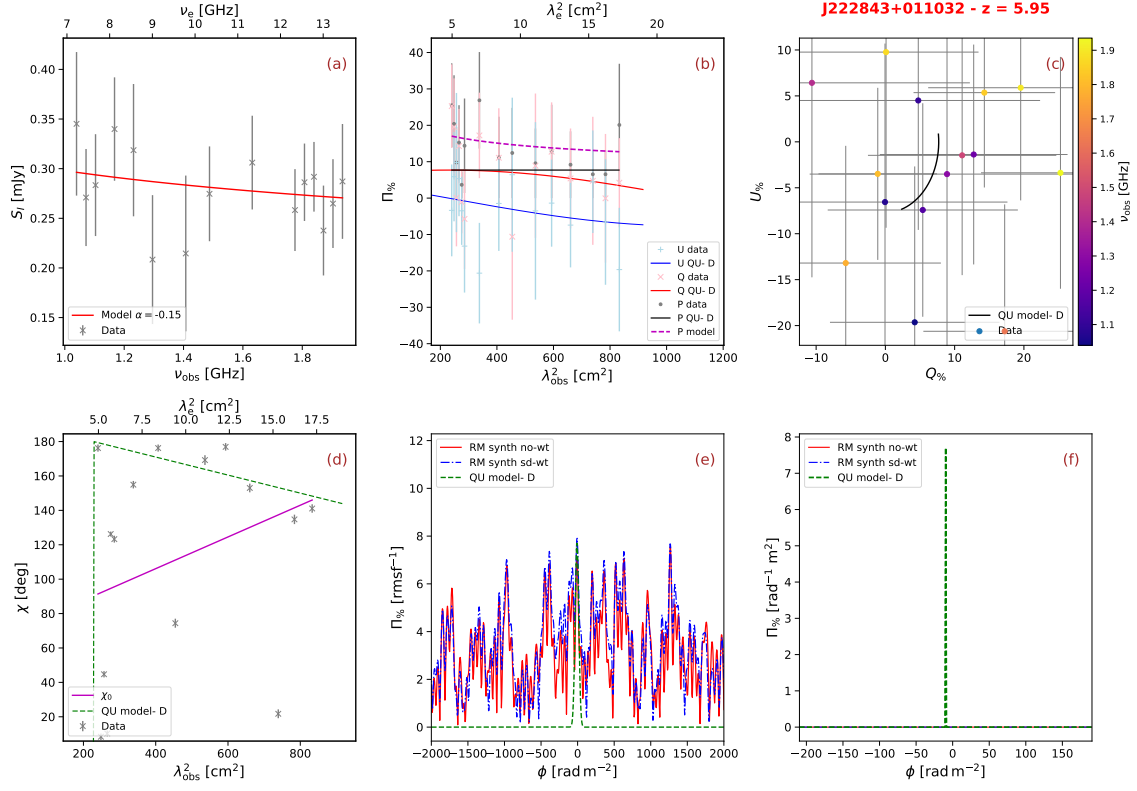 J222843+011032 - z = 5.95
ν_e [GHz]
7 8 9 10 11 12 13
(a)
S_I [mJy]
0.40
0.35
0.30
0.25
0.20
0.15
Model α = -0.15
Data
1.0 1.2 1.4 1.6 1.8
ν_obs [GHz]
λ_e^2 [cm^2]
5 10 15 20
(b)
Π_%
40
30
20
10
0
−10
−20
−30
−40
U data
U QU- D
Q data
Q QU- D
P data
P QU- D
P model
200 400 600 800 1000 1200
λ_obs^2 [cm^2]
(c)
U_%
10
5
0
−5
−10
−15
−20
QU model- D
Data
−10 0 10 20
Q_%
1.9
1.8
1.7
1.6
1.5
1.4
1.3
1.2
1.1
ν_obs [GHz]
λ_e^2 [cm^2]
5.0 7.5 10.0 12.5 15.0 17.5
(d)
χ [deg]
180
160
140
120
100
80
60
40
20
χ_0
QU model- D
Data
200 400 600 800
λ_obs^2 [cm^2]
(e)
Π_% [rmsf^−1]
12
10
8
6
4
2
0
RM synth no-wt
RM synth sd-wt
QU model- D
−2000 −1500 −1000 −500 0 500 1000 1500 2000
ϕ [rad m^−2]
(f)
Π_% [rad^−1 m^2]
8
7
6
5
4
3
2
1
0
RM synth no-wt
RM synth sd-wt
QU model- D
−200 −150 −100 −50 0 50 100 150
ϕ [rad m^−2]